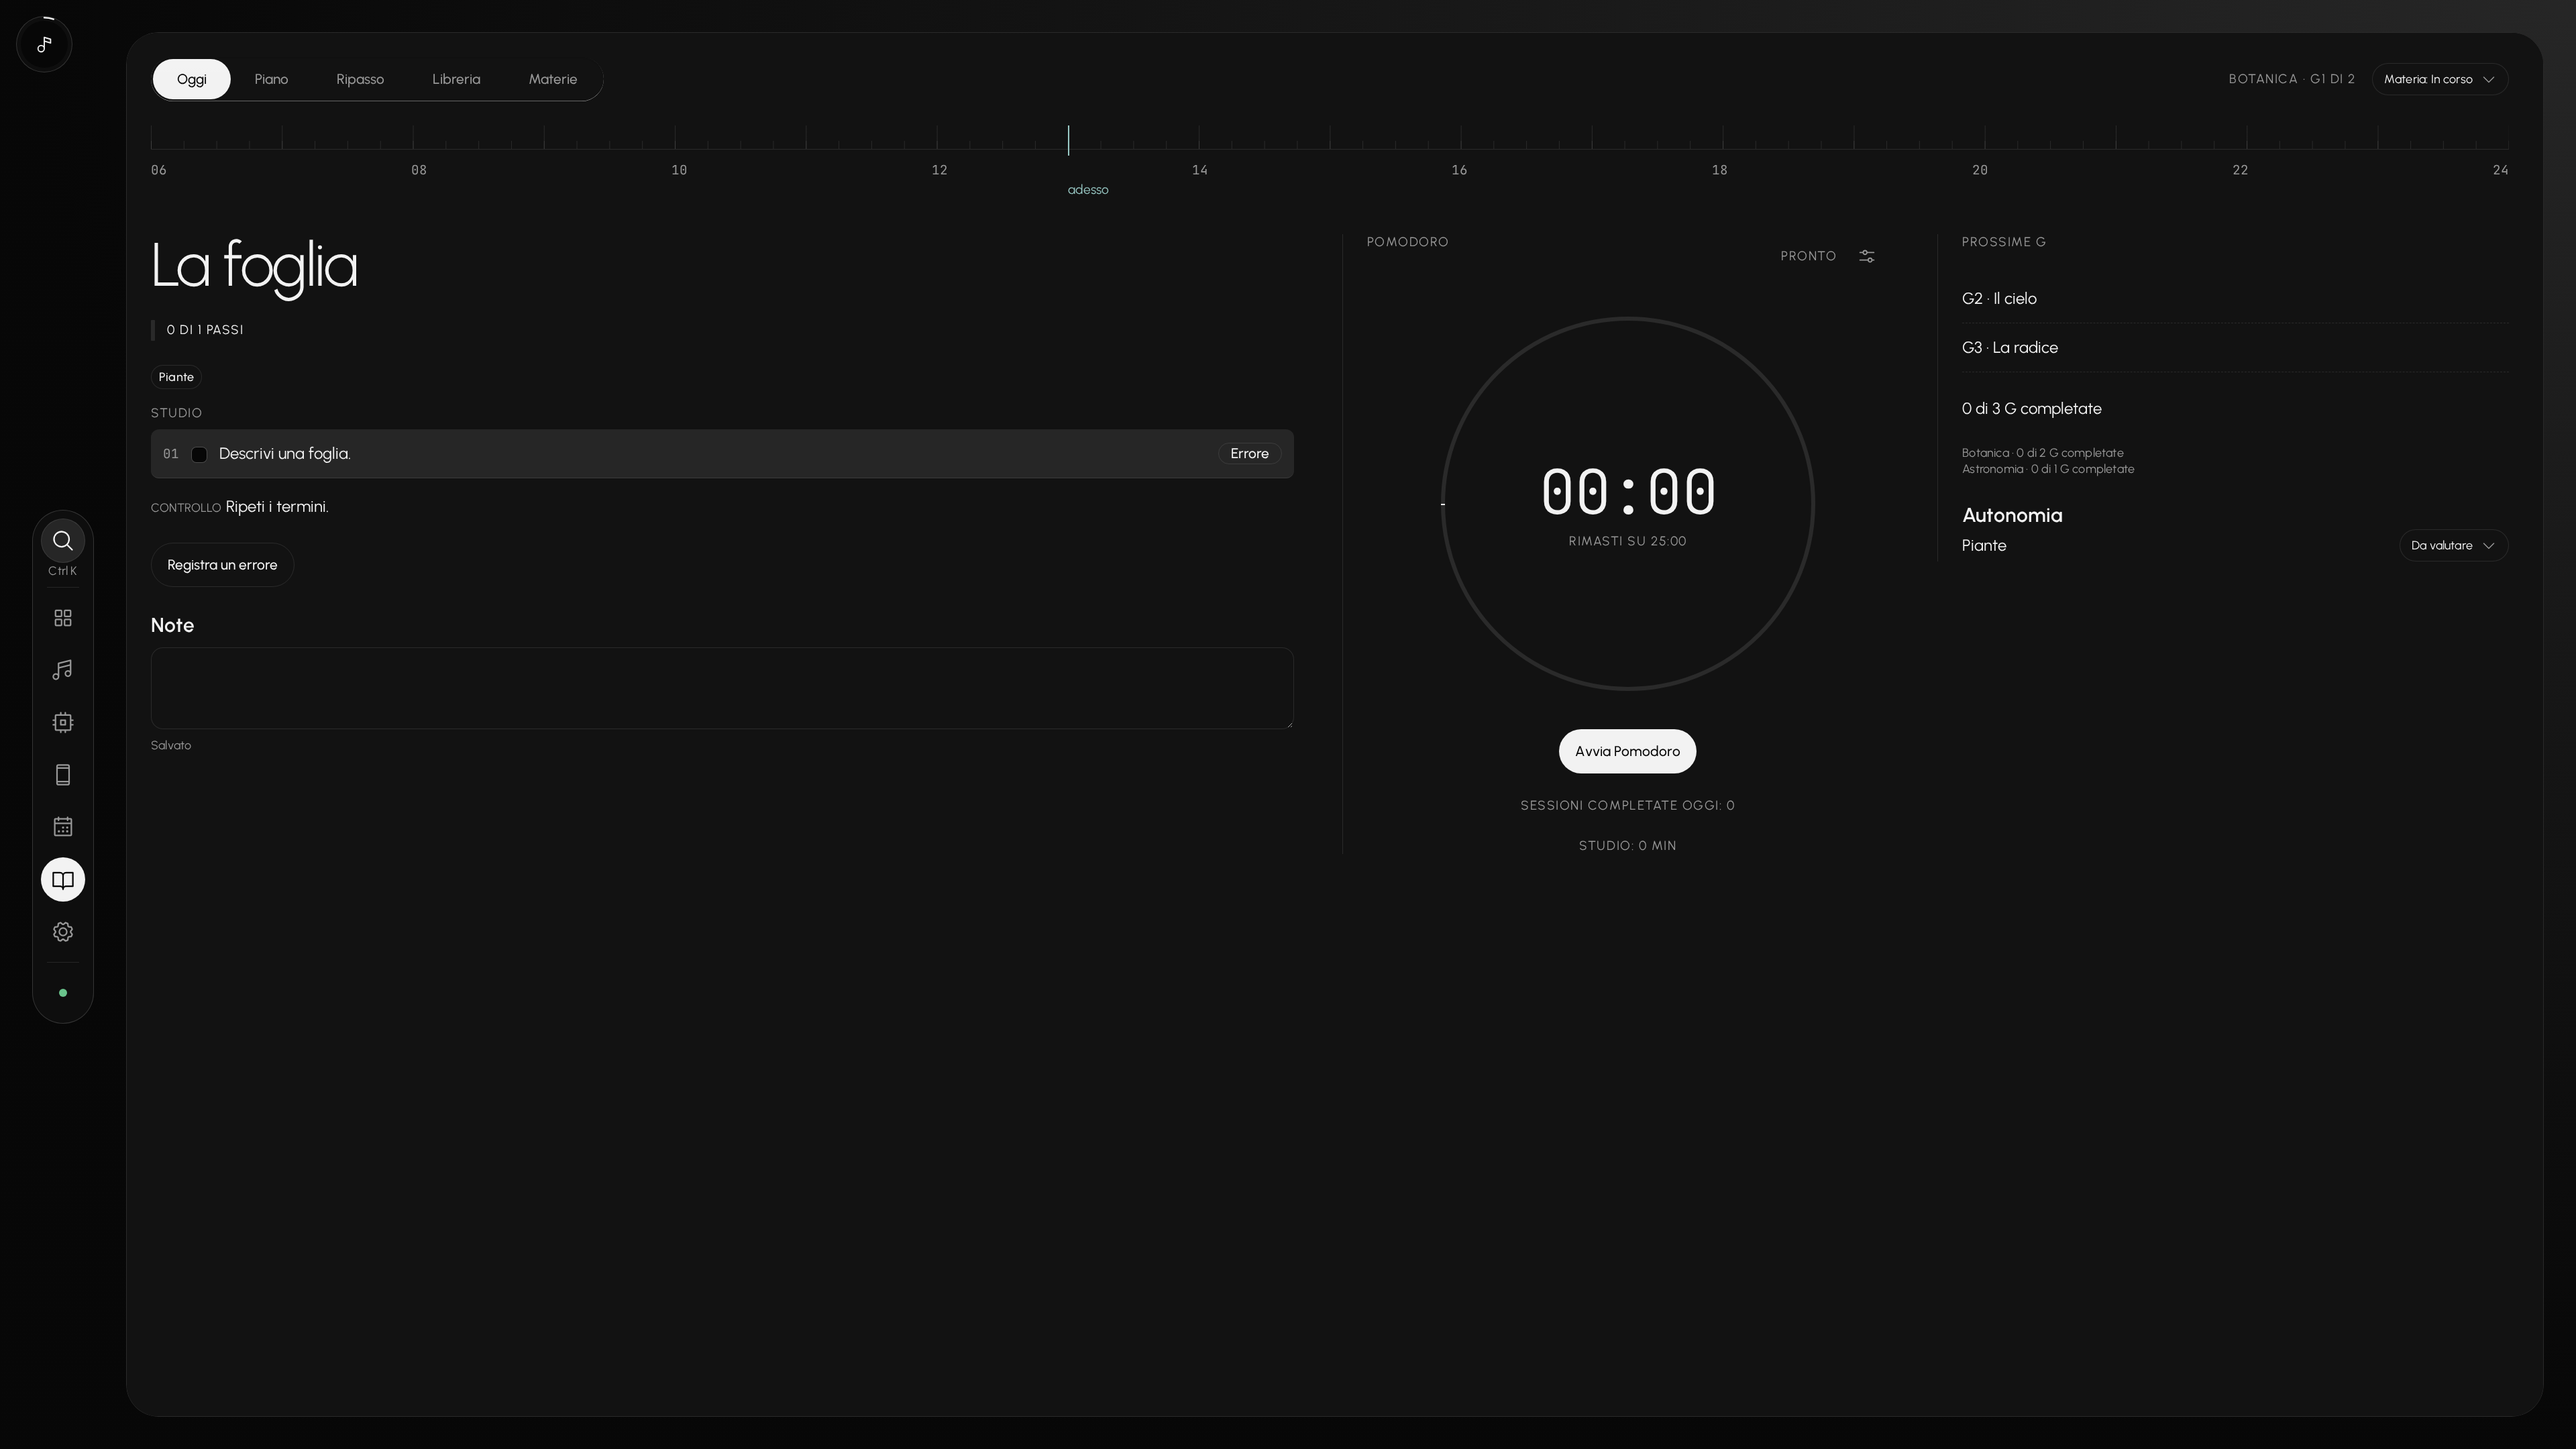 Oggi
Piano
Ripasso
Libreria
Materie
BOTANICA · G1 DI 2
Materia: In corso
06
08
10
12
14
16
18
20
22
24
adesso
La foglia
0 DI 1 PASSI
Piante
STUDIO
01 Descrivi una foglia.
Errore
CONTROLLO Ripeti i termini.
Registra un errore
Note
Salvato
POMODORO
PRONTO
00:00
RIMASTI SU 25:00
Avvia Pomodoro
SESSIONI COMPLETATE OGGI: 0
STUDIO: 0 MIN
PROSSIME G
G2 · Il cielo
G3 · La radice
0 di 3 G completate
Botanica · 0 di 2 G completate
Astronomia · 0 di 1 G completate
Autonomia
Piante
Da valutare
Ctrl K